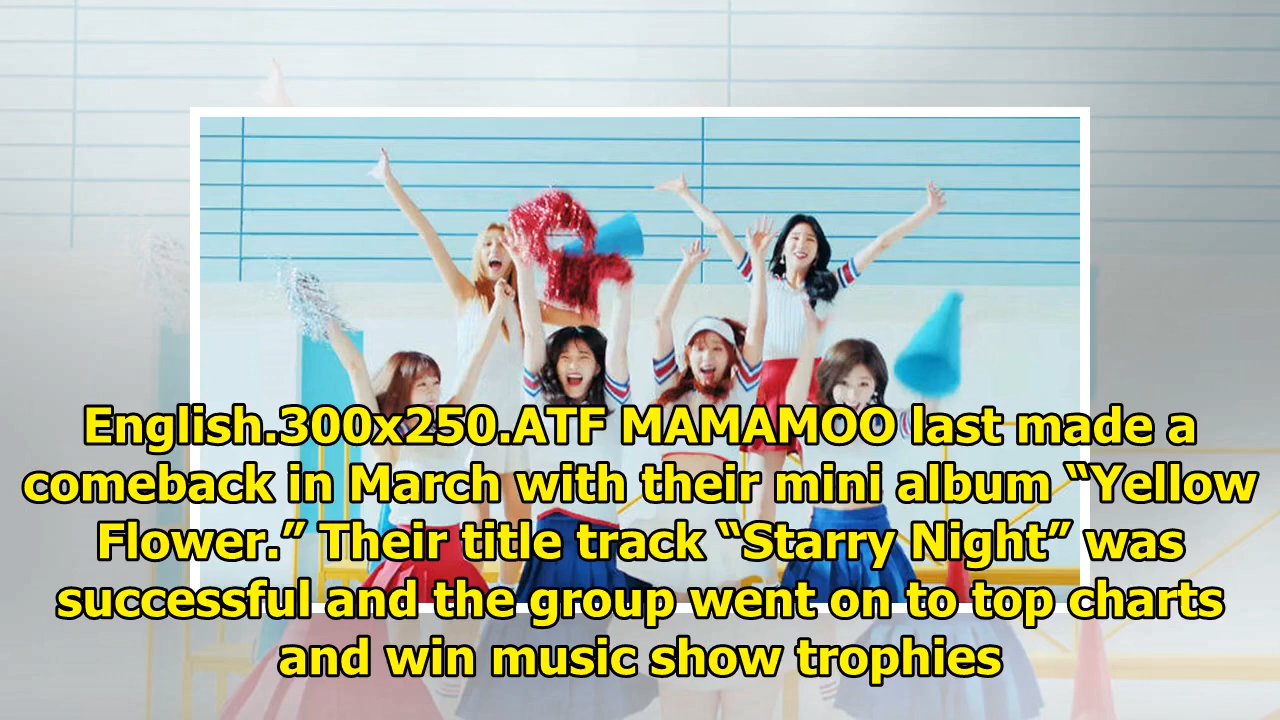 English.300x250.ATF MAMAMOO last made a
comeback in March with their mini album “Yellow
Flower.” Their title track “Starry Night” was
successful and the group went on to top charts
and win music show trophies